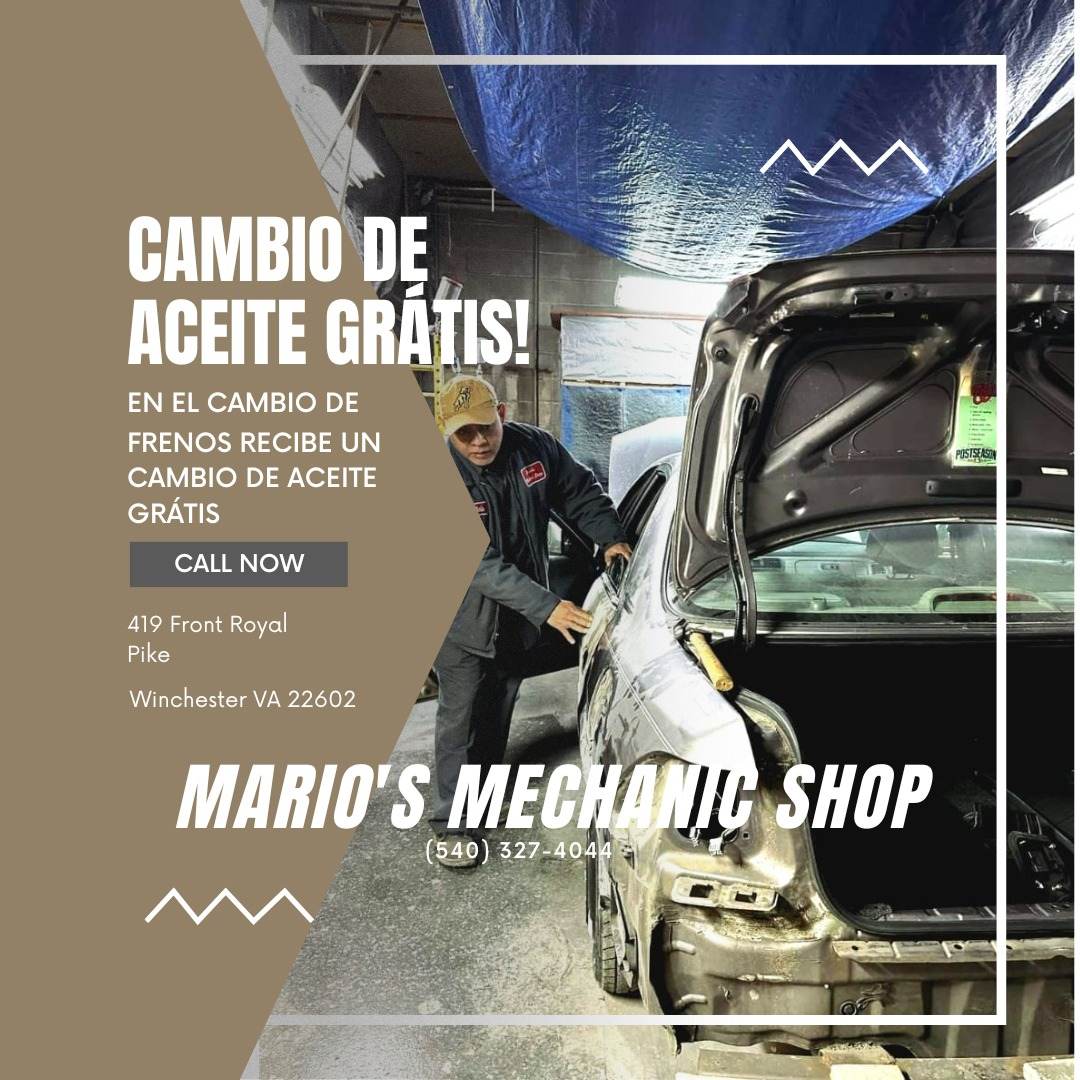 CAMBIO DE
ACEITE GRÁTIS!
EN EL CAMBIO DE
FRENOS RECIBE UN
CAMBIO DE ACEITE
GRÁTIS
CALL NOW
419 Front Royal
Pike
Winchester VA 22602
MARIO'S MECHANIC SHOP
(540) 327-4044
POSTSEASON